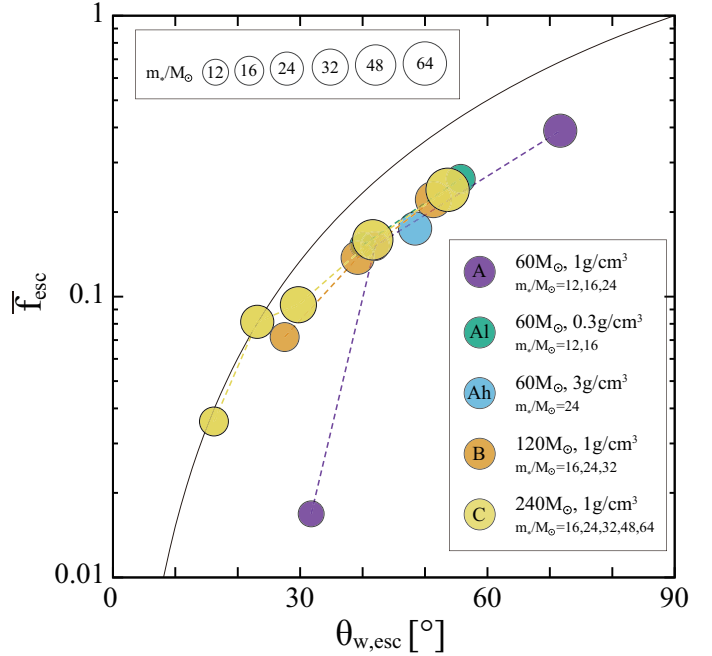 1
m*/M☉ 12 16 24 32 48 64
f̅esc
0.1
A 60M☉, 1g/cm³
m*/M☉=12,16,24
Al 60M☉, 0.3g/cm³
m*/M☉=12,16
Ah 60M☉, 3g/cm³
m*/M☉=24
B 120M☉, 1g/cm³
m*/M☉=16,24,32
C 240M☉, 1g/cm³
m*/M☉=16,24,32,48,64
0.01
0 30 60 90
θw,esc [°]